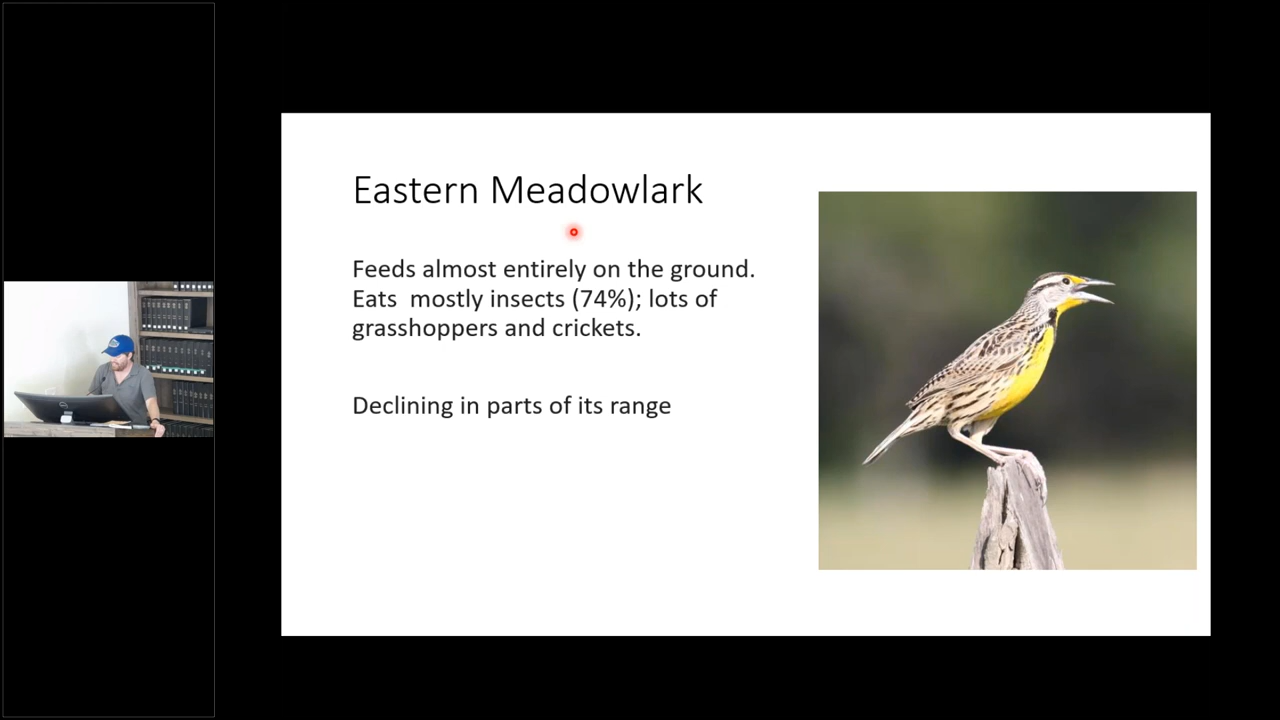 Eastern Meadowlark
Feeds almost entirely on the ground.
Eats  mostly insects (74%); lots of
grasshoppers and crickets.
Declining in parts of its range